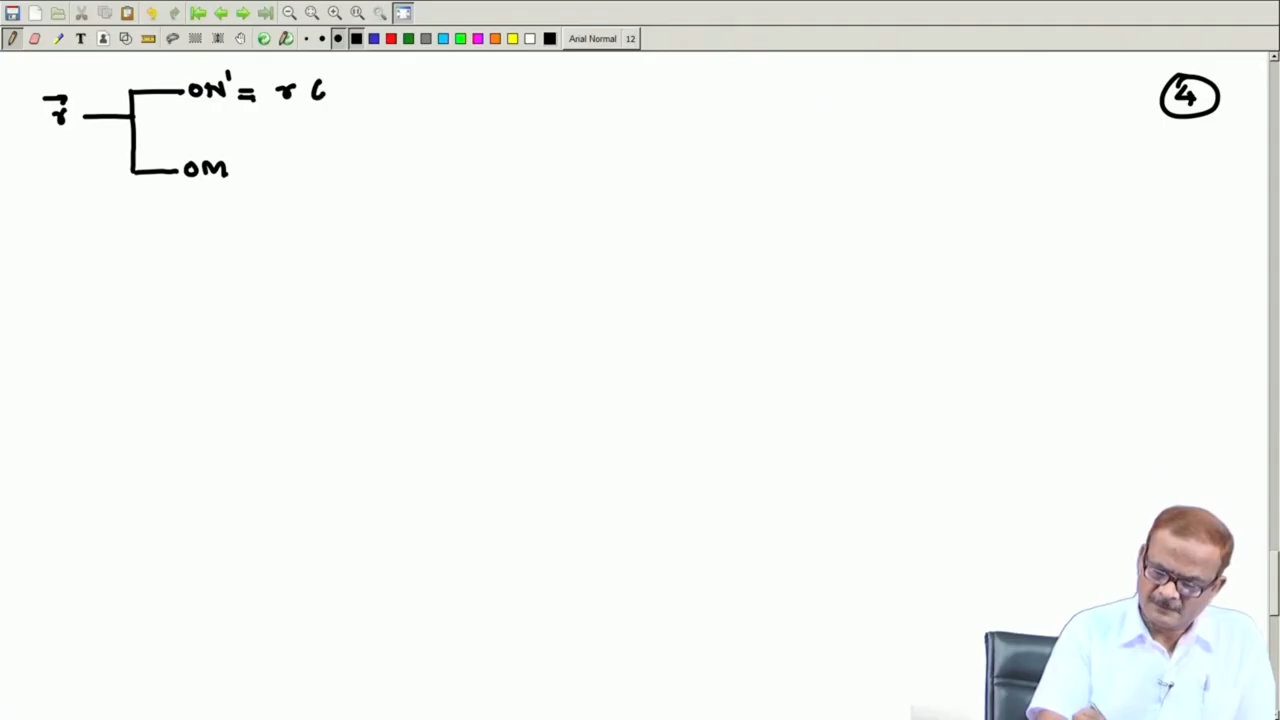 T
Arial Normal 12
r⃗ ON' = r C
OM
4